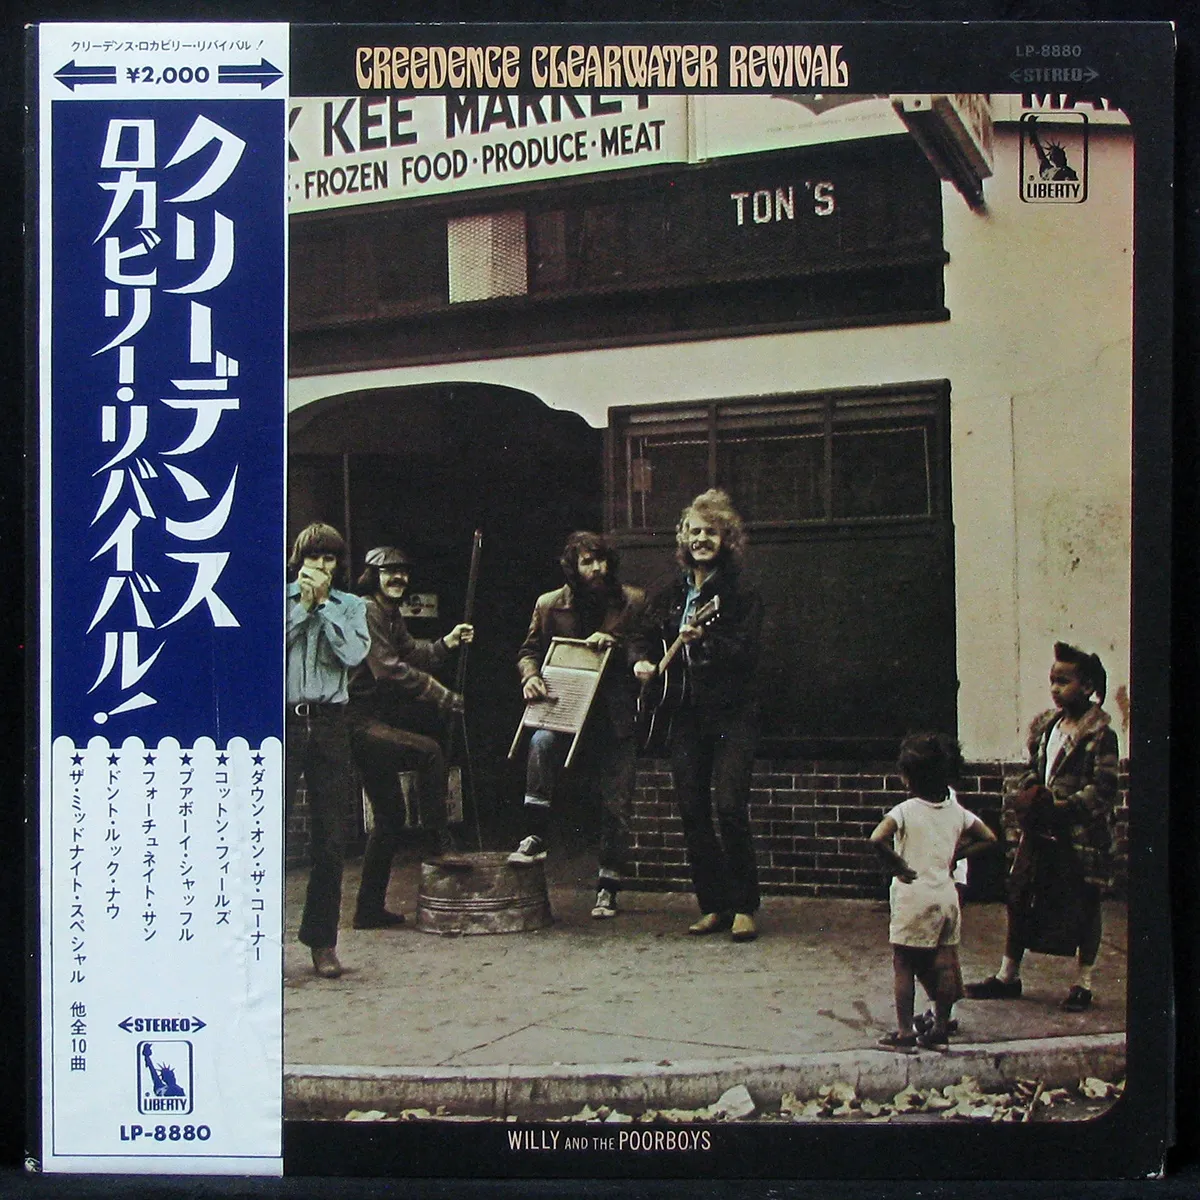 クリーデンス・ロカビリー・リバイバル!
¥2,000
クリーデンス
ロカビリー・リバイバル!
★ダウン・オン・ザ・コーナー
★コットン・フィールズ
★プアボーイ・シャッフル
★フォーチュネイト・サン
★ドント・ルック・ナウ
★ザ・ミッドナイト・スペシャル 他全10曲
STEREO
LIBERTY
LP-8880
CREEDENCE CLEARWATER REVIVAL
LP-8880
STEREO
KEE MARKET
FROZEN FOOD・PRODUCE・MEAT
TON'S
LIBERTY
WILLY AND THE POORBOYS